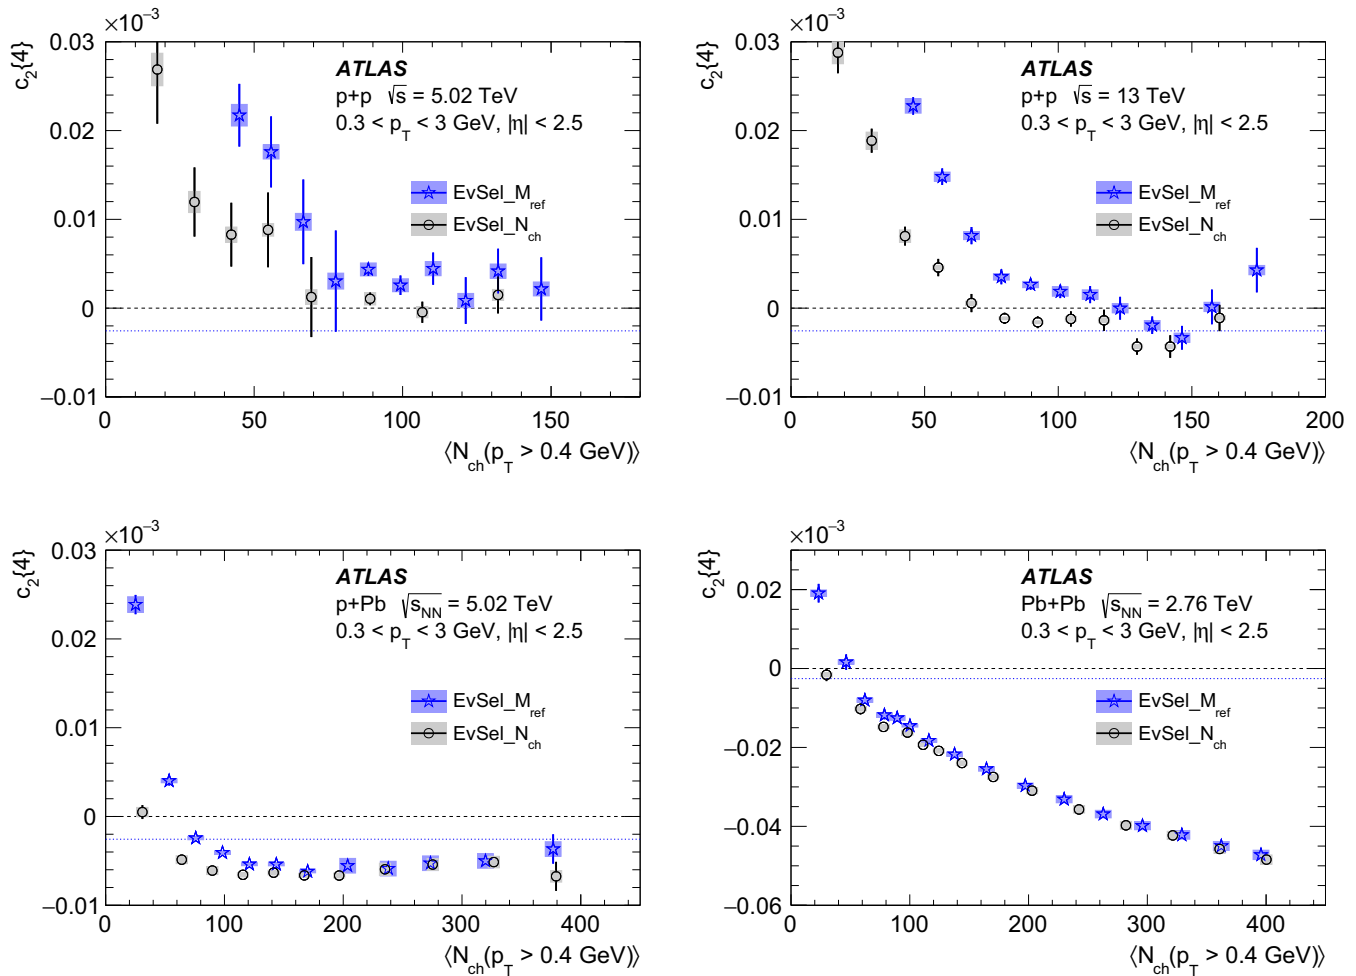 ×10⁻³
c₂{4}
0.03
0.02
0.01
0
−0.01
ATLAS
p+p √s = 5.02 TeV
0.3 < p_T < 3 GeV, |η| < 2.5
EvSel_M_ref
EvSel_N_ch
0 50 100 150
⟨N_ch(p_T > 0.4 GeV)⟩
×10⁻³
c₂{4}
0.03
0.02
0.01
0
−0.01
ATLAS
p+p √s = 13 TeV
0.3 < p_T < 3 GeV, |η| < 2.5
EvSel_M_ref
EvSel_N_ch
0 50 100 150 200
⟨N_ch(p_T > 0.4 GeV)⟩
×10⁻³
c₂{4}
0.03
0.02
0.01
0
−0.01
ATLAS
p+Pb √s_NN = 5.02 TeV
0.3 < p_T < 3 GeV, |η| < 2.5
EvSel_M_ref
EvSel_N_ch
0 100 200 300 400
⟨N_ch(p_T > 0.4 GeV)⟩
×10⁻³
c₂{4}
0.02
0
−0.02
−0.04
−0.06
ATLAS
Pb+Pb √s_NN = 2.76 TeV
0.3 < p_T < 3 GeV, |η| < 2.5
EvSel_M_ref
EvSel_N_ch
0 100 200 300 400
⟨N_ch(p_T > 0.4 GeV)⟩